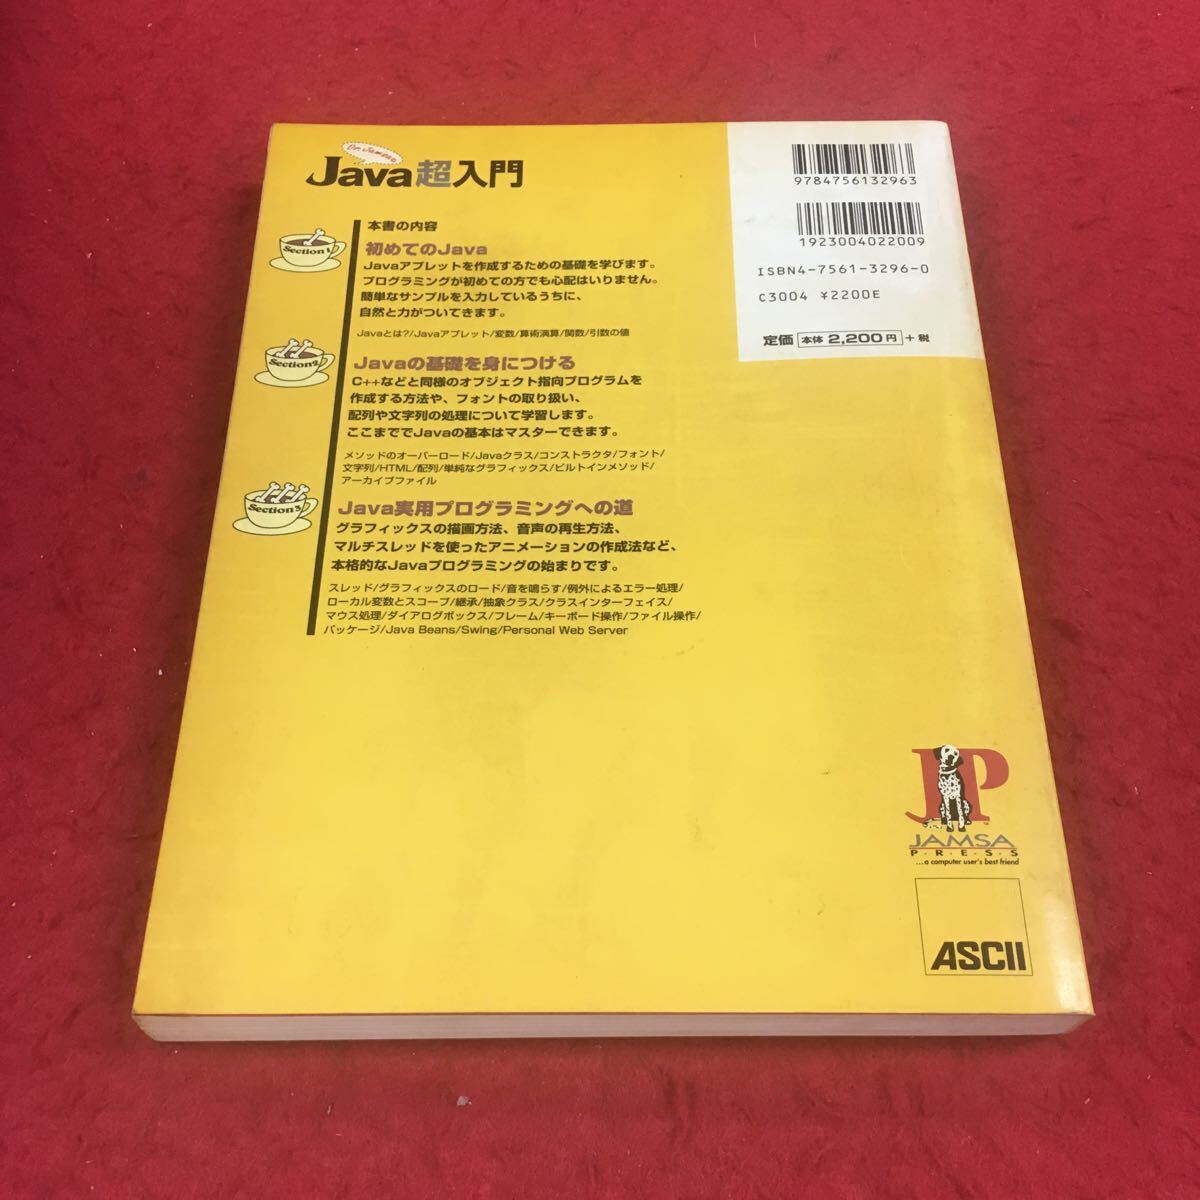 Dr. Jamsa's
Java超入門
本書の内容
Section1
初めてのJava
Javaアプレットを作成するための基礎を学びます。
プログラミングが初めての方でも心配はいりません。
簡単なサンプルを入力しているうちに、
自然と力がついてきます。
Javaとは?/Javaアプレット/変数/算術演算/関数/引数の値
Section2
Javaの基礎を身につける
C++などと同様のオブジェクト指向プログラムを
作成する方法や、フォントの取り扱い、
配列や文字列の処理について学習します。
ここまででJavaの基本はマスターできます。
メソッドのオーバーロード/Javaクラス/コンストラクタ/フォント/
文字列/HTML/配列/単純なグラフィックス/ビルトインメソッド/
アーカイブファイル
Section3
Java実用プログラミングへの道
グラフィックスの描画方法、音声の再生方法、
マルチスレッドを使ったアニメーションの作成法など、
本格的なJavaプログラミングの始まりです。
スレッド/グラフィックスのロード/音を鳴らす/例外によるエラー処理/
ローカル変数とスコープ/継承/抽象クラス/クラスインターフェイス/
マウス処理/ダイアログボックス/フレーム/キーボード操作/ファイル操作/
パッケージ/Java Beans/Swing/Personal Web Server
9784756132963
1923004022009
ISBN4-7561-3296-0
C3004 ¥2200E
定価 本体 2,200円 +税
JP
TM
JAMSA
P・R・E・S・S
...a computer user's best friend
ASCII